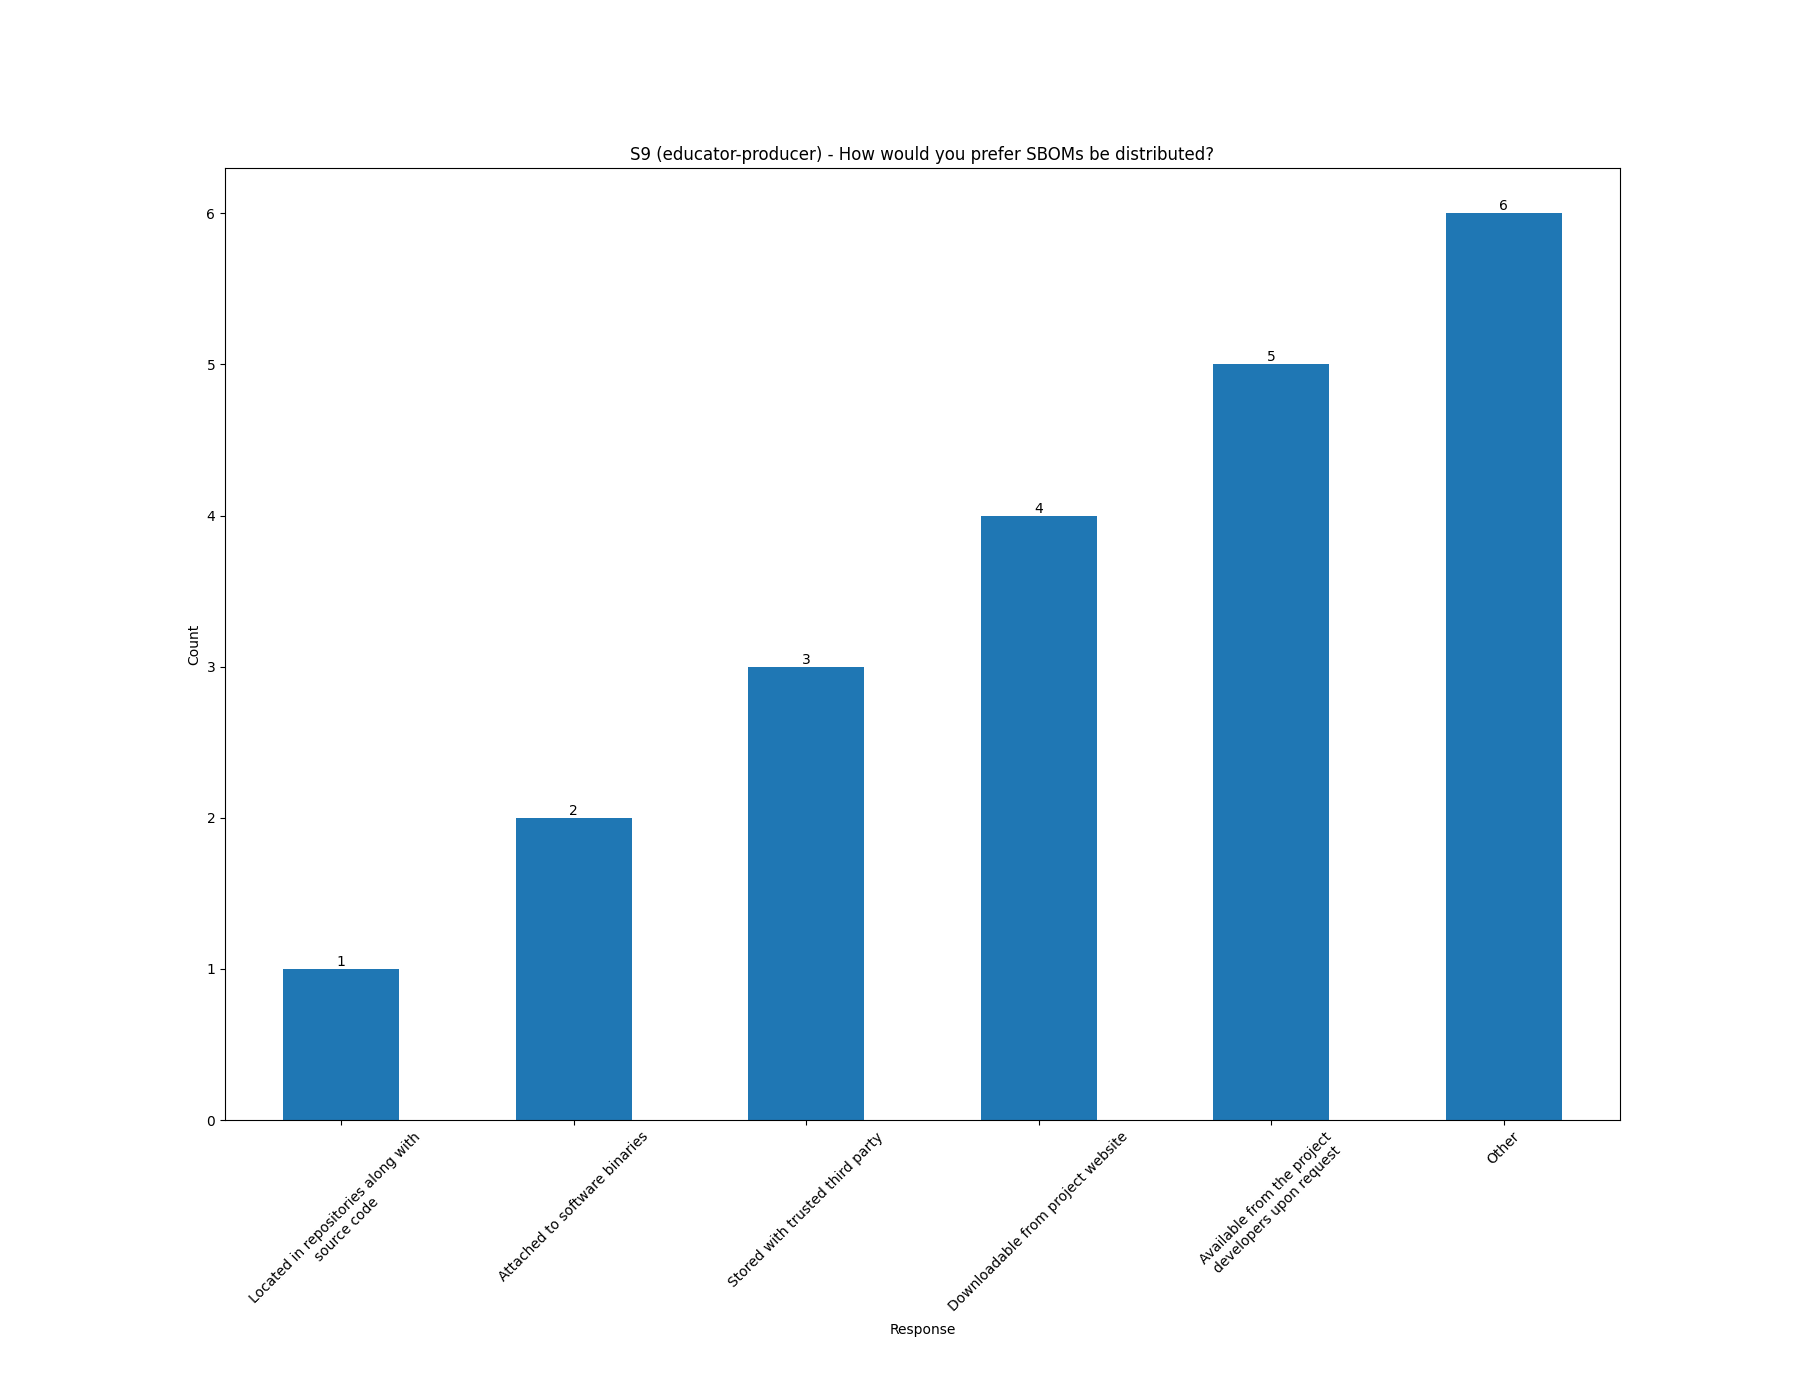 S9 (educator-producer) - How would you prefer SBOMs be distributed?
6
5
4
3
2
1
0
Count
1
2
3
4
5
6
Located in repositories along with
source code
Attached to software binaries
Stored with trusted third party
Downloadable from project website
Available from the project
developers upon request
Other
Response